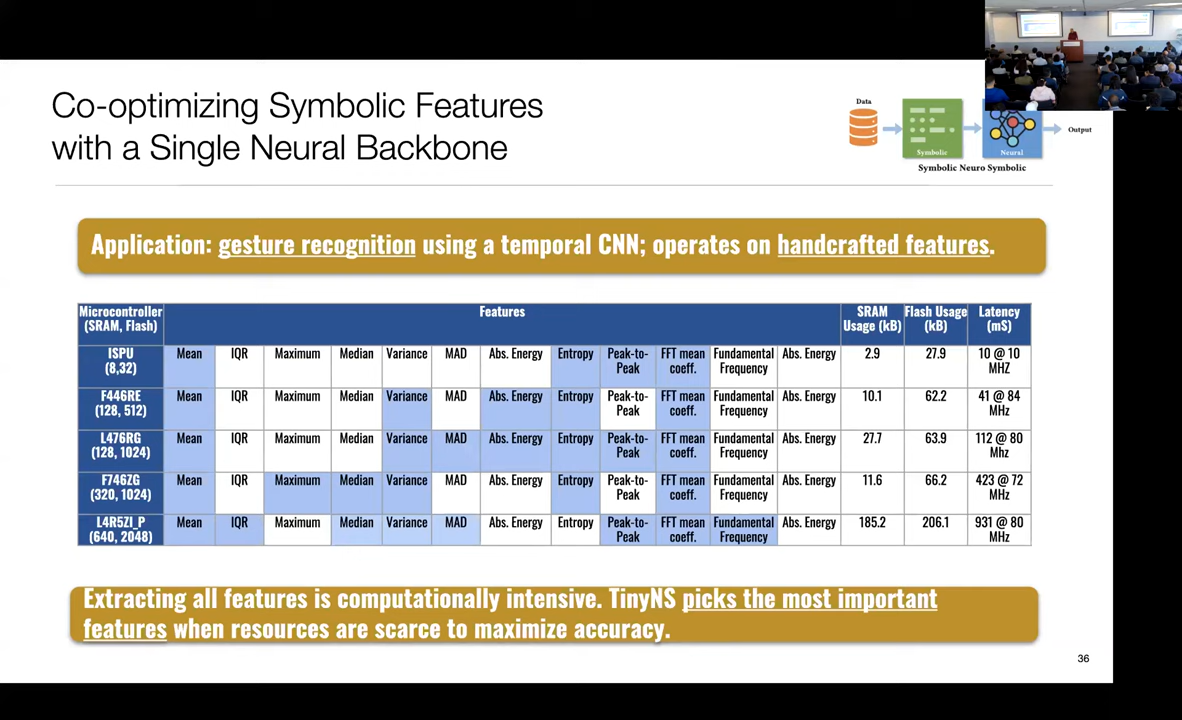 Co-optimizing Symbolic Features
with a Single Neural Backbone
Data
Symbolic
Neural
Output
Symbolic Neuro Symbolic
Application: gesture recognition using a temporal CNN; operates on handcrafted features.
Microcontroller (SRAM, Flash) Features SRAM Usage (kB) Flash Usage (kB) Latency (mS)
ISPU (8,32) Mean IQR Maximum Median Variance MAD Abs. Energy Entropy Peak-to-Peak FFT mean coeff. Fundamental Frequency Abs. Energy 2.9 27.9 10 @ 10 MHZ
F446RE (128, 512) Mean IQR Maximum Median Variance MAD Abs. Energy Entropy Peak-to-Peak FFT mean coeff. Fundamental Frequency Abs. Energy 10.1 62.2 41 @ 84 MHz
L476RG (128, 1024) Mean IQR Maximum Median Variance MAD Abs. Energy Entropy Peak-to-Peak FFT mean coeff. Fundamental Frequency Abs. Energy 27.7 63.9 112 @ 80 Mhz
F746ZG (320, 1024) Mean IQR Maximum Median Variance MAD Abs. Energy Entropy Peak-to-Peak FFT mean coeff. Fundamental Frequency Abs. Energy 11.6 66.2 423 @ 72 MHz
L4R5ZI_P (640, 2048) Mean IQR Maximum Median Variance MAD Abs. Energy Entropy Peak-to-Peak FFT mean coeff. Fundamental Frequency Abs. Energy 185.2 206.1 931 @ 80 MHz
Extracting all features is computationally intensive. TinyNS picks the most important
features when resources are scarce to maximize accuracy.
36